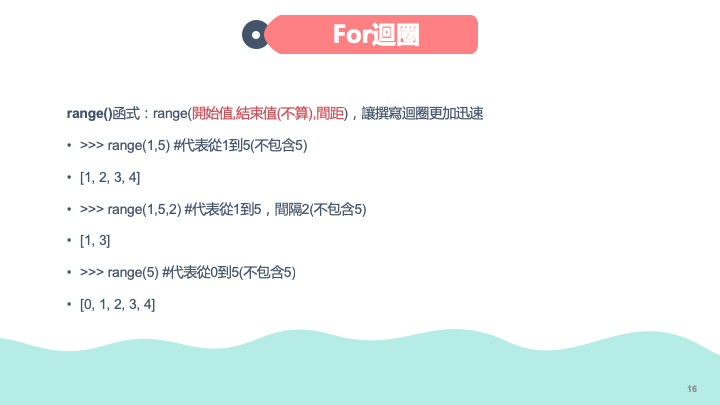 For迴圈
range()函式：range(開始值,結束值(不算),間距)，讓撰寫迴圈更加迅速
• >>> range(1,5) #代表從1到5(不包含5)
• [1, 2, 3, 4]
• >>> range(1,5,2) #代表從1到5，間隔2(不包含5)
• [1, 3]
• >>> range(5) #代表從0到5(不包含5)
• [0, 1, 2, 3, 4]
16